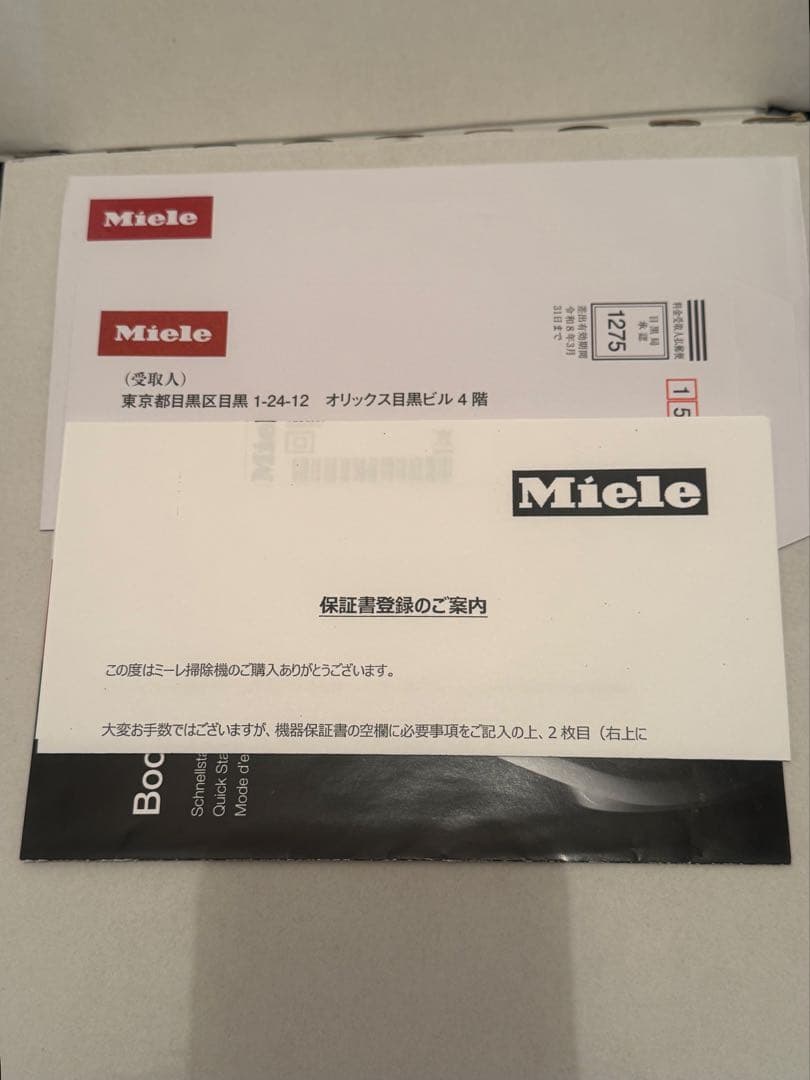 Miele
Miele
料金受取人払郵便
目黒局
承認
1275
差出有効期間
令和8年3月
31日まで
1
5
（受取人）
東京都目黒区目黒 1-24-12　オリックス目黒ビル 4 階
Miele
保証書登録のご案内
この度はミーレ掃除機のご購入ありがとうございます。
大変お手数ではございますが、機器保証書の空欄に必要事項をご記入の上、2 枚目（右上に
Boo
Schnellsta
Quick Sta
Mode d'e